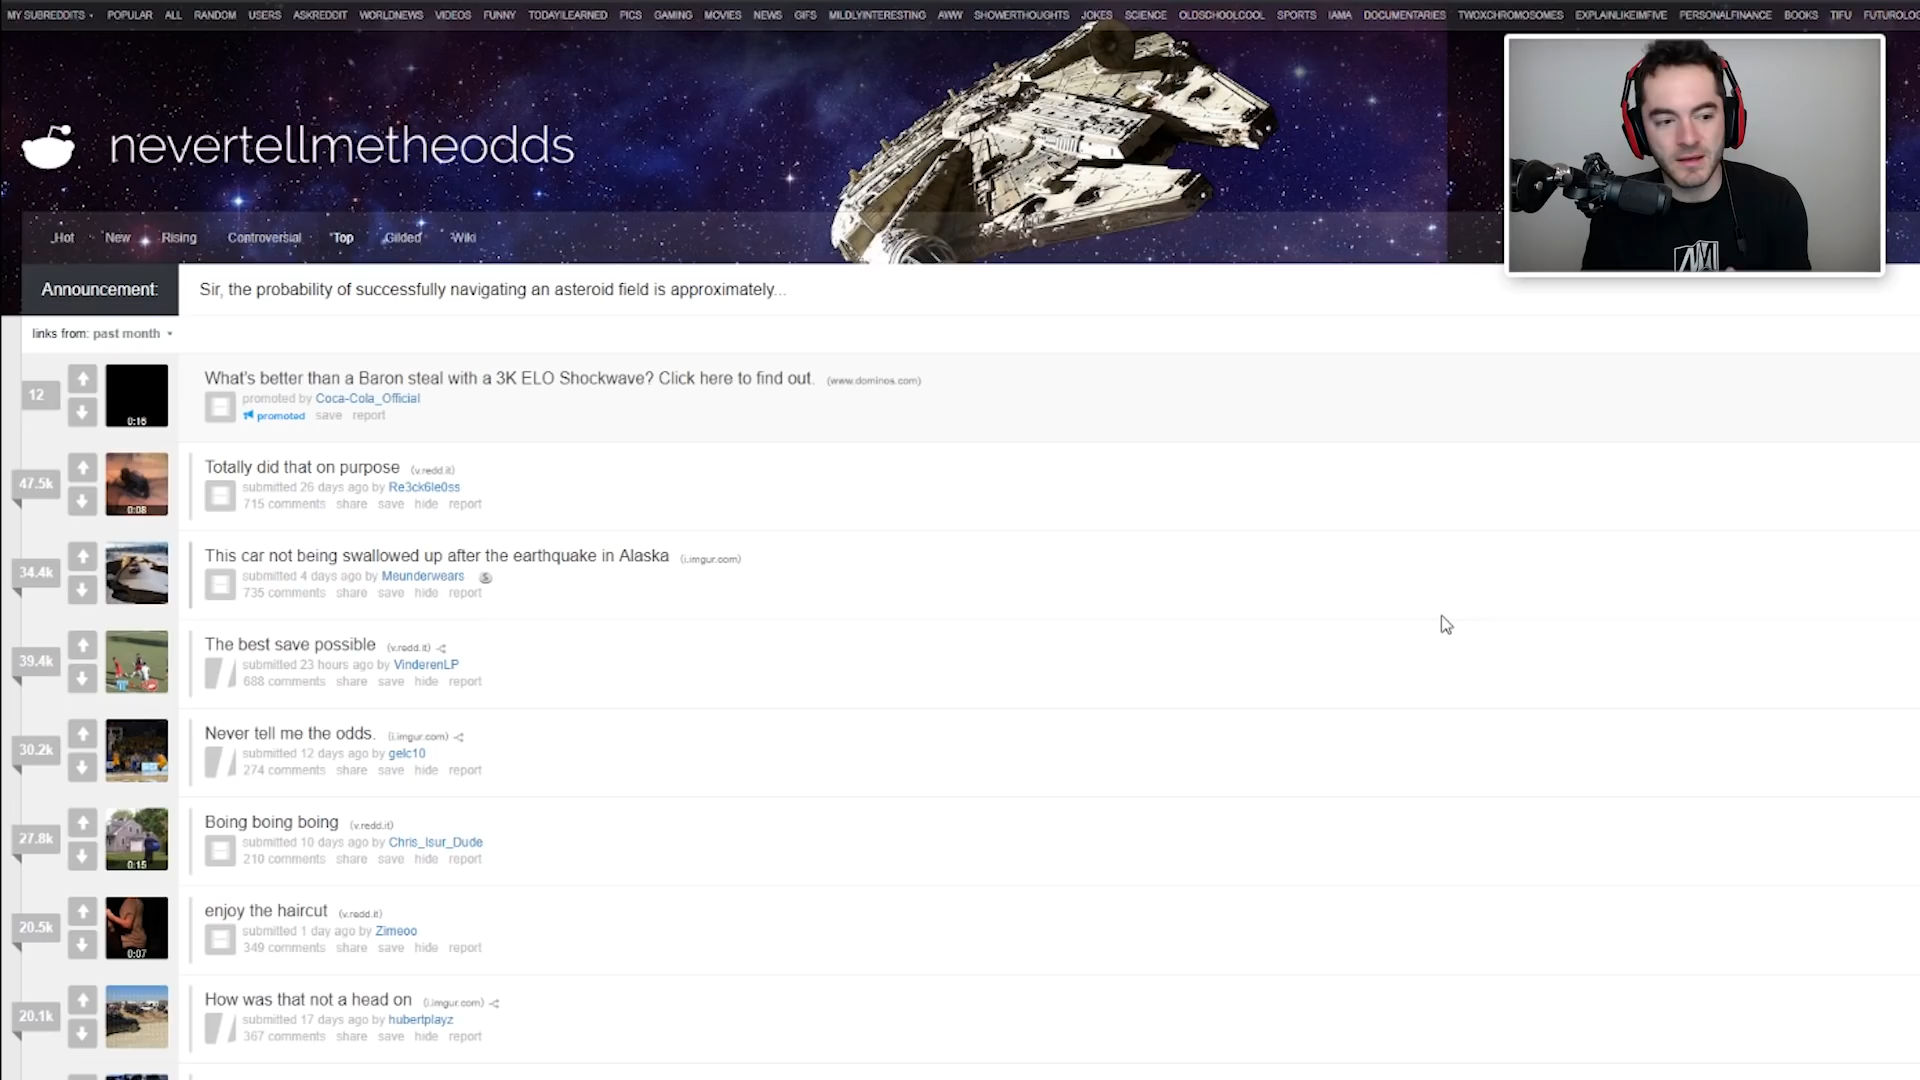 MY SUBREDDITS POPULAR ALL RANDOM USERS ASKREDDIT WORLDNEWS VIDEOS FUNNY TODAYILEARNED PICS GAMING MOVIES NEWS GIFS MILDLYINTERESTING AWW SHOWERTHOUGHTS JOKES SCIENCE OLDSCHOOLCOOL SPORTS IAMA DOCUMENTARIES TWOXCHROMOSOMES EXPLAINLIKEIMFIVE PERSONALFINANCE BOOKS TIFU FUTUROLOG
nevertellmetheodds
Hot New Rising Controversial Top Gilded Wiki
Announcement: Sir, the probability of successfully navigating an asteroid field is approximately...
links from: past month
What's better than a Baron steal with a 3K ELO Shockwave? Click here to find out. (www.dominos.com)
12
promoted by Coca-Cola_Official
promoted save report
0:16
Totally did that on purpose (v.redd.it)
47.5k
submitted 26 days ago by Re3ck6le0ss
715 comments share save hide report
0:08
This car not being swallowed up after the earthquake in Alaska (i.imgur.com)
34.4k
submitted 4 days ago by Meunderwears
735 comments share save hide report
The best save possible (v.redd.it)
39.4k
submitted 23 hours ago by VinderenLP
688 comments share save hide report
Never tell me the odds. (i.imgur.com)
30.2k
submitted 12 days ago by gelc10
274 comments share save hide report
Boing boing boing (v.redd.it)
27.8k
submitted 10 days ago by Chris_Isur_Dude
210 comments share save hide report
0:15
enjoy the haircut (v.redd.it)
20.5k
submitted 1 day ago by Zimeoo
349 comments share save hide report
0:07
How was that not a head on (i.imgur.com)
20.1k
submitted 17 days ago by hubertplayz
367 comments share save hide report